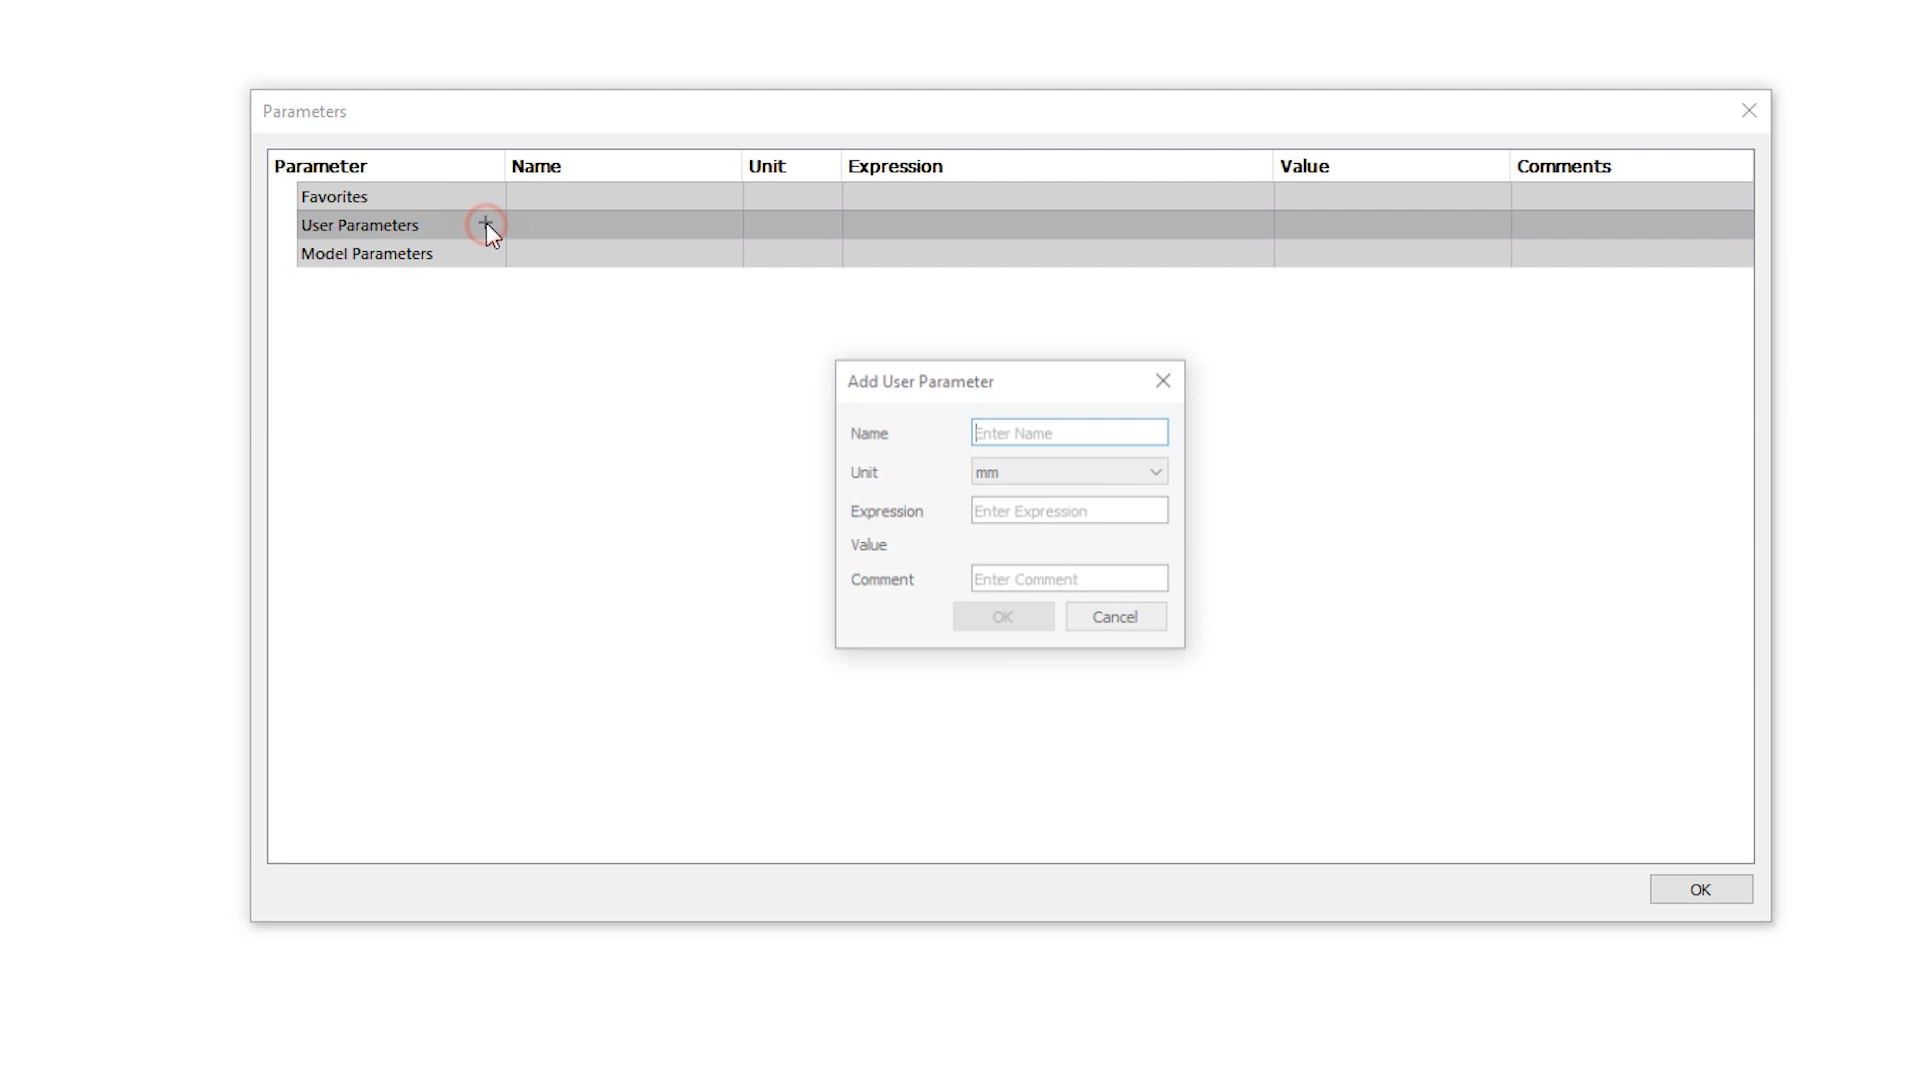 Parameters
Parameter Name Unit Expression Value Comments
Favorites
User Parameters +
Model Parameters
Add User Parameter
Name Enter Name
Unit mm
Expression Enter Expression
Value
Comment Enter Comment
OK Cancel
OK